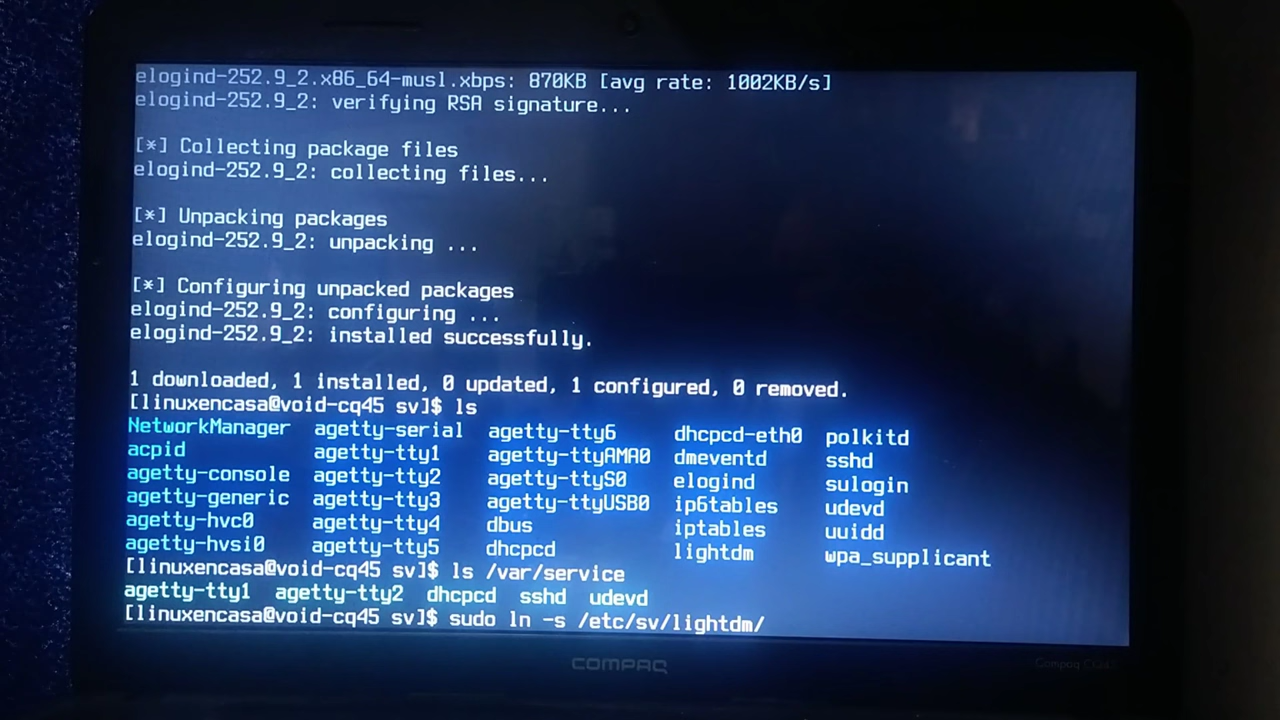 elogind-252.9_2.x86_64-musl.xbps: 870KB [avg rate: 1002KB/s]
elogind-252.9_2: verifying RSA signature...
[*] Collecting package files
elogind-252.9_2: collecting files...
[*] Unpacking packages
elogind-252.9_2: unpacking ...
[*] Configuring unpacked packages
elogind-252.9_2: configuring ...
elogind-252.9_2: installed successfully.
1 downloaded, 1 installed, 0 updated, 1 configured, 0 removed.
[linuxencasa@void-cq45 sv]$ ls
NetworkManager agetty-serial agetty-tty6 dhcpcd-eth0 polkitd
acpid agetty-tty1 agetty-ttyAMA0 dmeventd sshd
agetty-console agetty-tty2 agetty-ttyS0 elogind sulogin
agetty-generic agetty-tty3 agetty-ttyUSB0 ip6tables udevd
agetty-hvc0 agetty-tty4 dbus iptables uuidd
agetty-hvsi0 agetty-tty5 dhcpcd lightdm wpa_supplicant
[linuxencasa@void-cq45 sv]$ ls /var/service
agetty-tty1 agetty-tty2 dhcpcd sshd udevd
[linuxencasa@void-cq45 sv]$ sudo ln -s /etc/sv/lightdm/
COMPAQ
Compaq